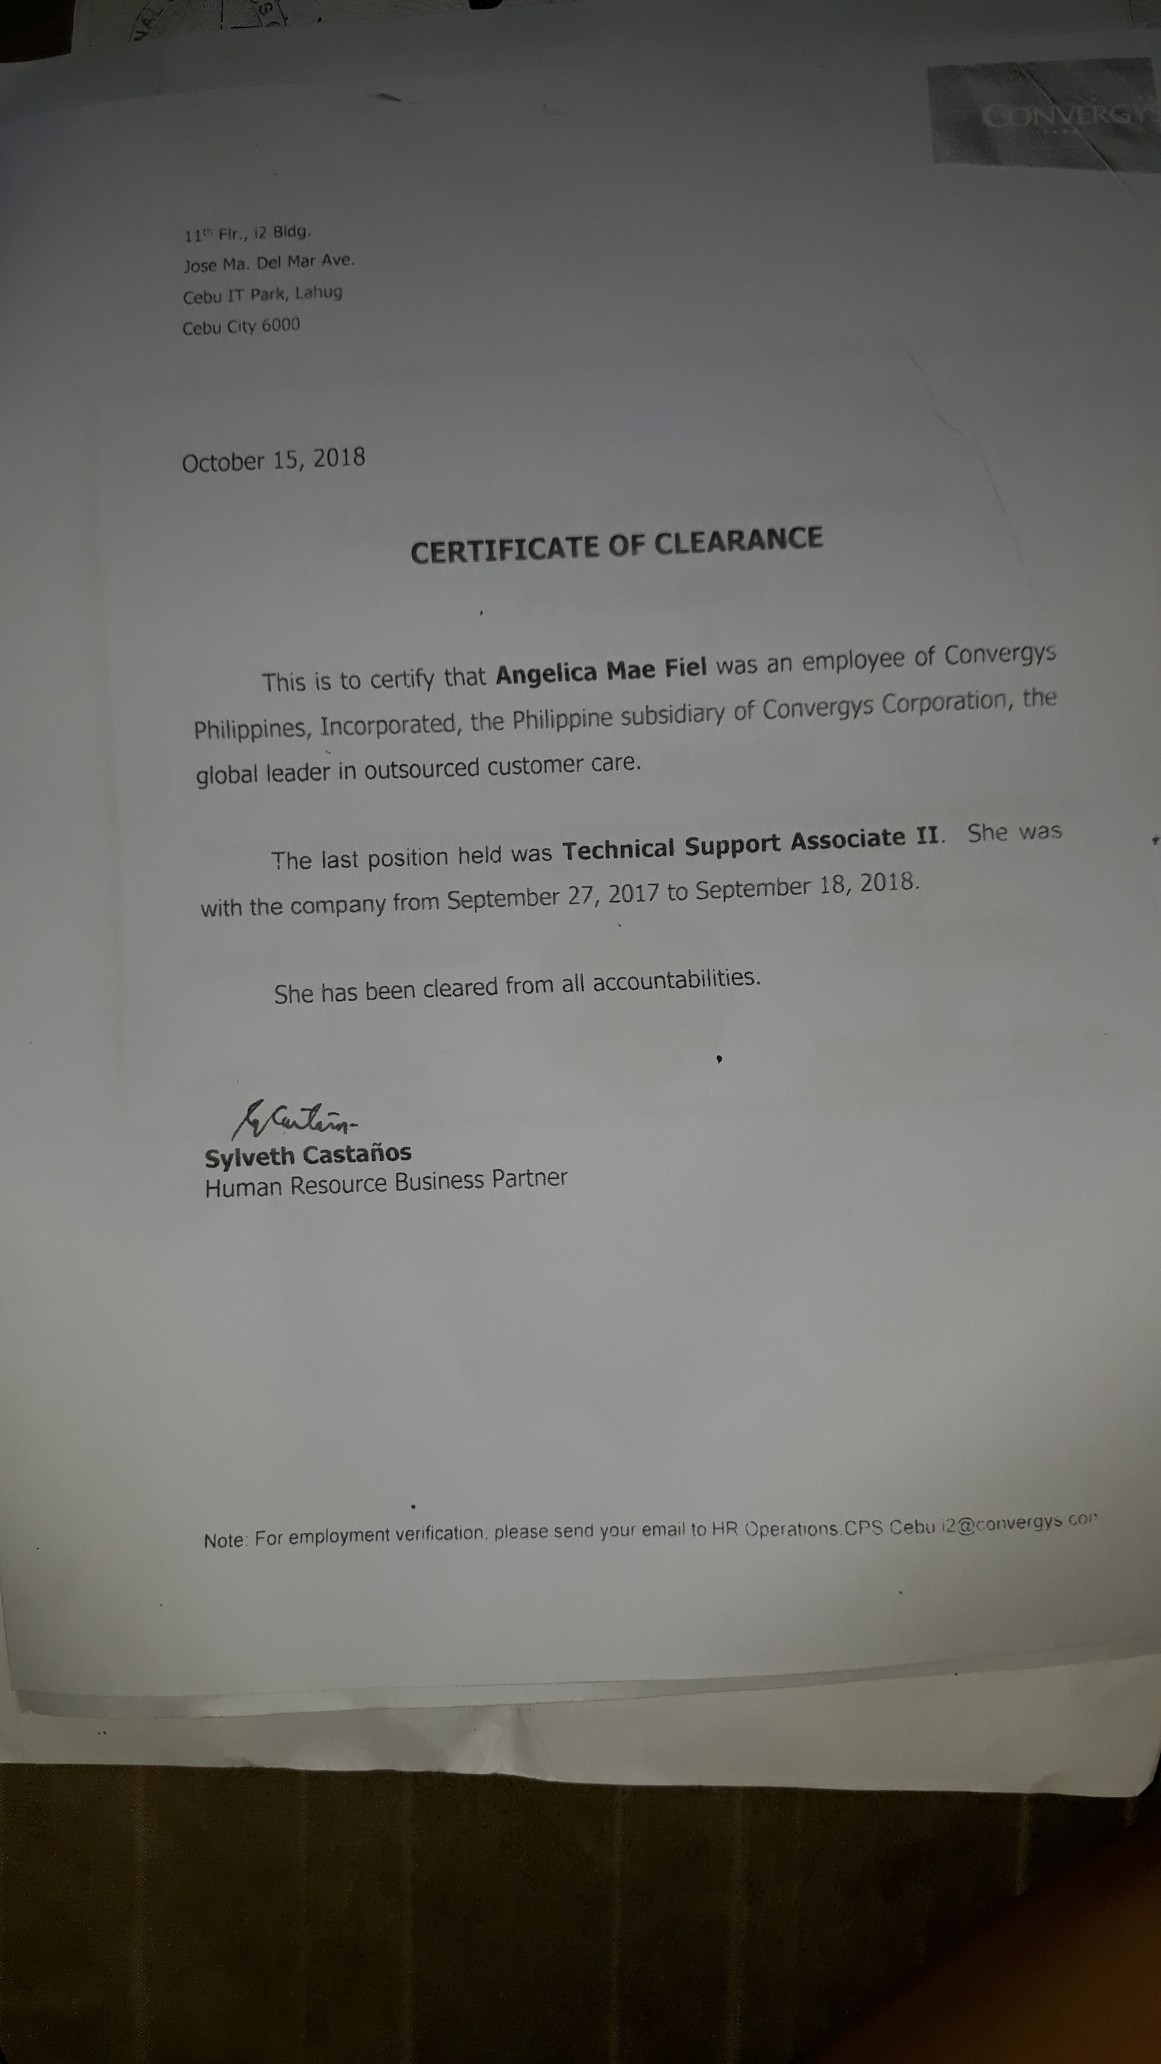 CONVERGYS
11th Flr., i2 Bldg.
Jose Ma. Del Mar Ave.
Cebu IT Park, Lahug
Cebu City 6000
October 15, 2018
CERTIFICATE OF CLEARANCE
This is to certify that Angelica Mae Fiel was an employee of Convergys
Philippines, Incorporated, the Philippine subsidiary of Convergys Corporation, the
global leader in outsourced customer care.
The last position held was Technical Support Associate II. She was
with the company from September 27, 2017 to September 18, 2018.
She has been cleared from all accountabilities.
Sylveth Castaños
Human Resource Business Partner
Note: For employment verification, please send your email to HR Operations.CPS Cebu i2@convergys com